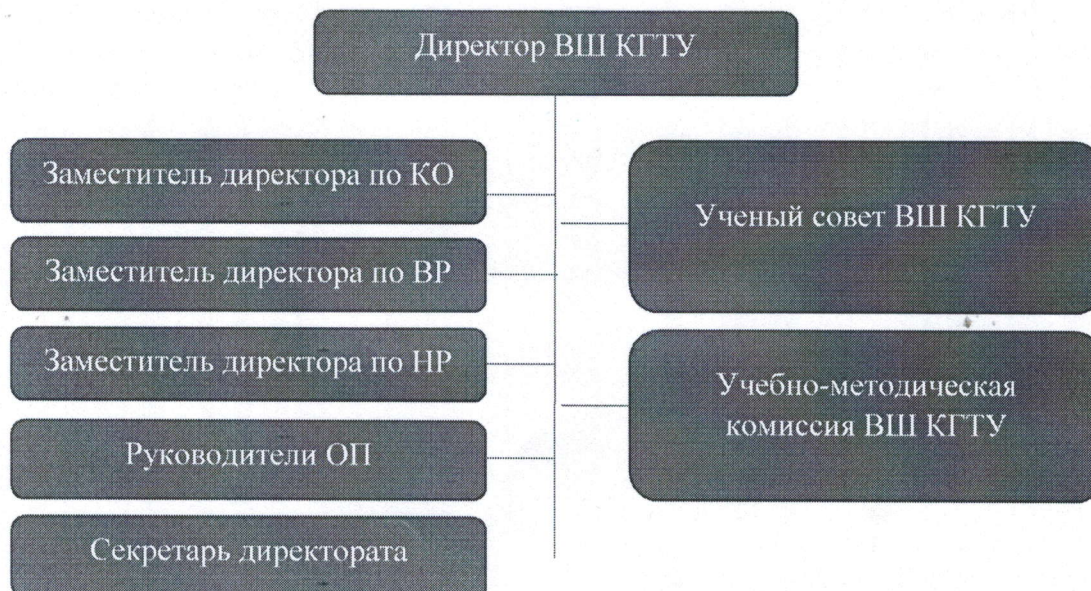 Директор ВШ КГТУ
Заместитель директора по КО
Заместитель директора по ВР
Заместитель директора по НР
Руководители ОП
Секретарь директората
Ученый совет ВШ КГТУ
Учебно-методическая
комиссия ВШ КГТУ